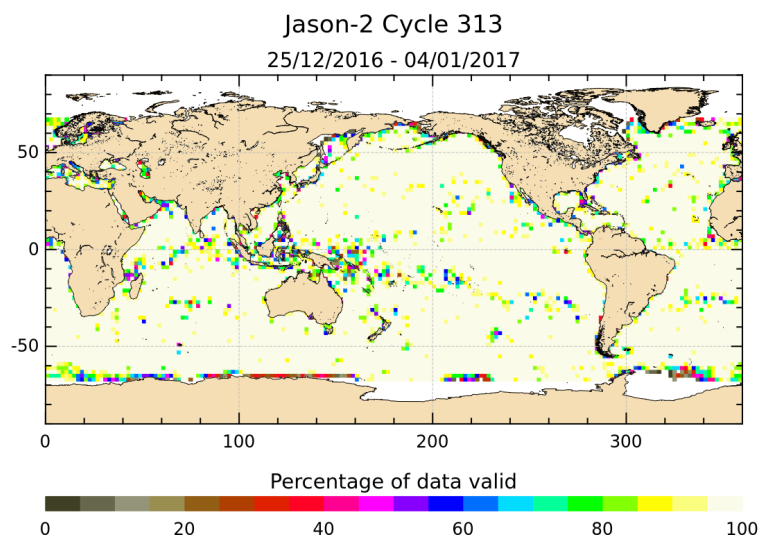 Jason-2 Cycle 313
25/12/2016 - 04/01/2017
50
0
-50
0 100 200 300
Percentage of data valid
0 20 40 60 80 100